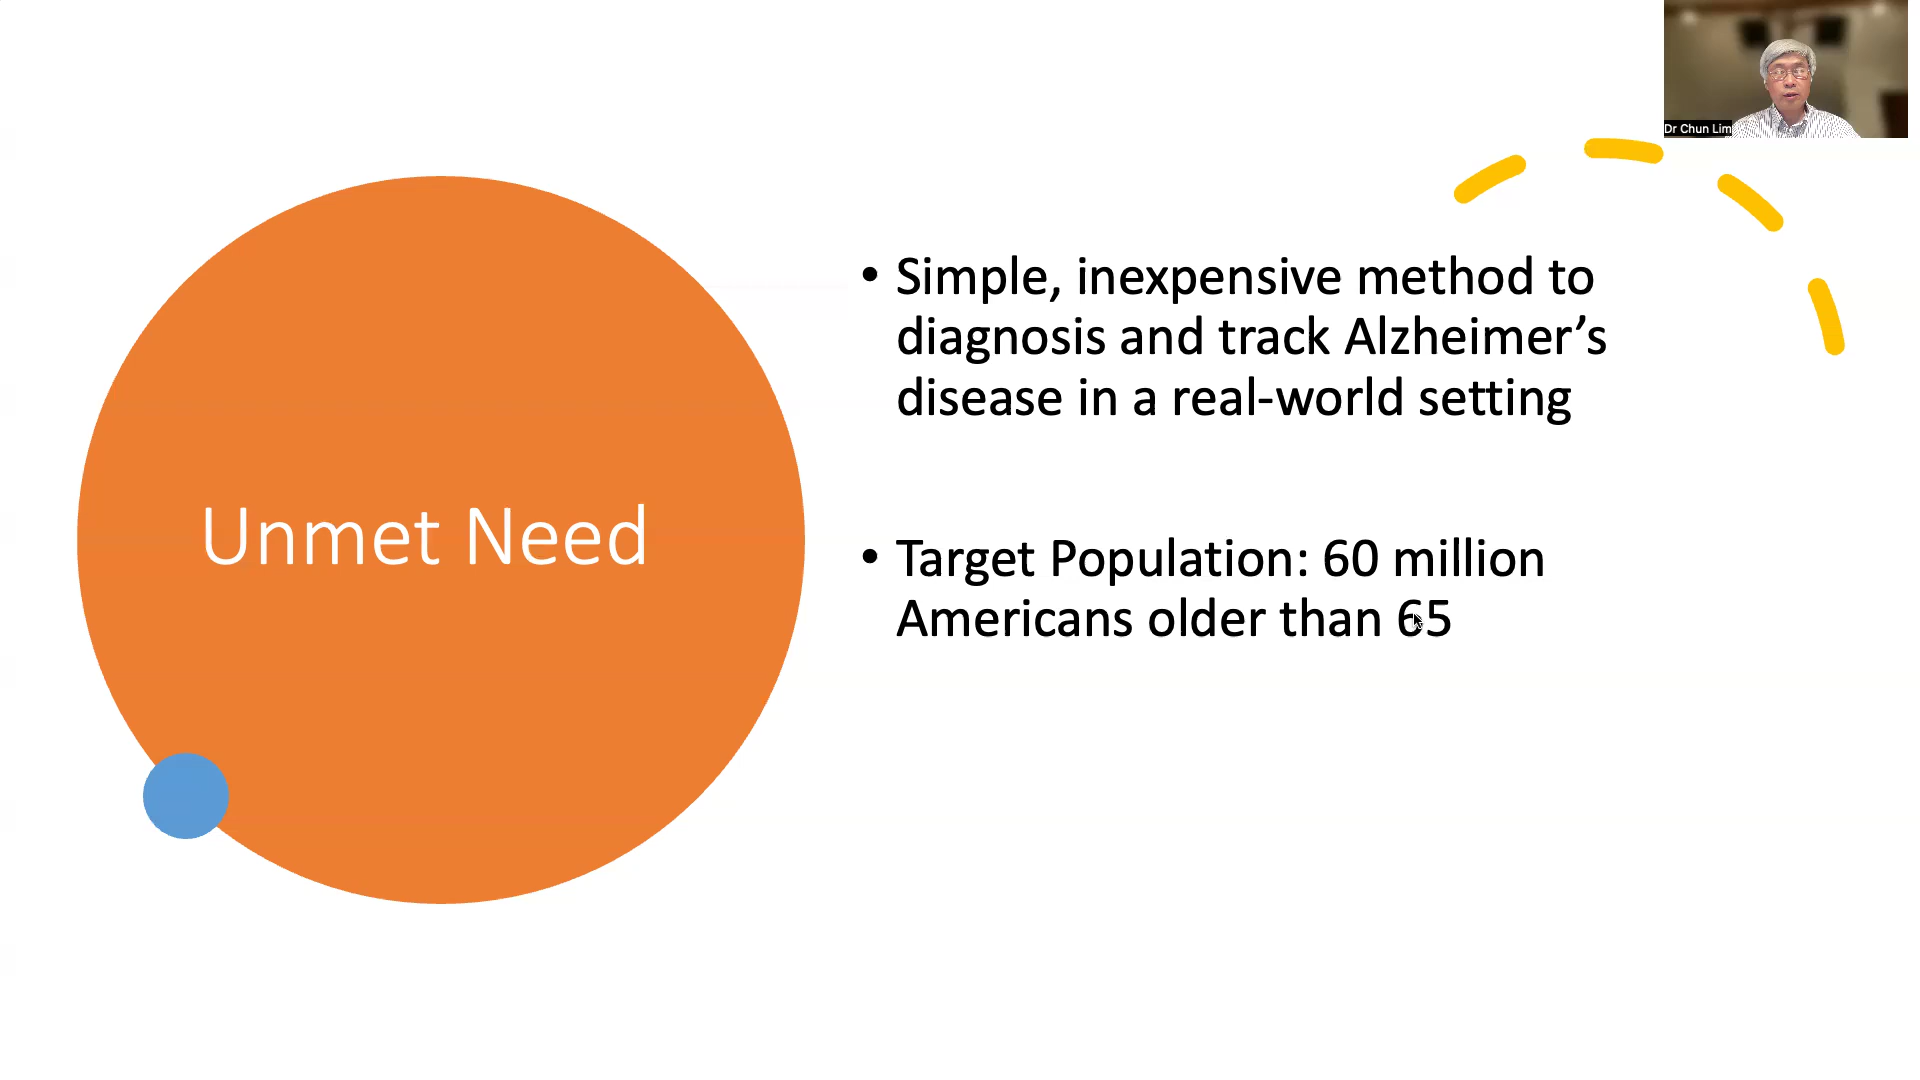 Dr Chun Lim
Unmet Need
• Simple, inexpensive method to
diagnosis and track Alzheimer’s
disease in a real-world setting
• Target Population: 60 million
Americans older than 65